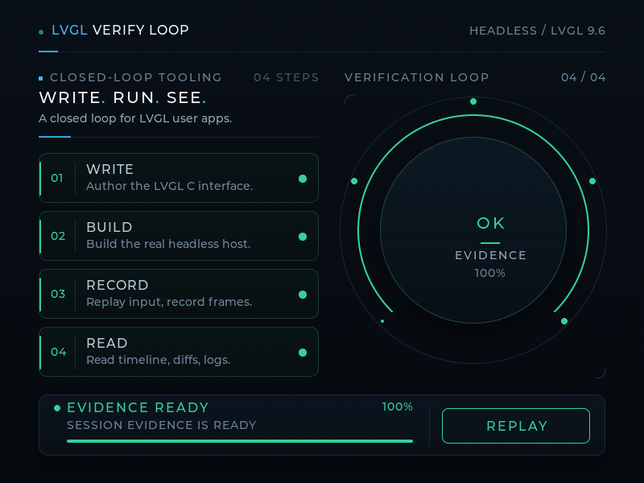 LVGL VERIFY LOOP
HEADLESS / LVGL 9.6
CLOSED-LOOP TOOLING
04 STEPS
WRITE. RUN. SEE.
A closed loop for LVGL user apps.
01
WRITE
Author the LVGL C interface.
02
BUILD
Build the real headless host.
03
RECORD
Replay input, record frames.
04
READ
Read timeline, diffs, logs.
VERIFICATION LOOP
04 / 04
OK
EVIDENCE
100%
EVIDENCE READY
100%
SESSION EVIDENCE IS READY
REPLAY